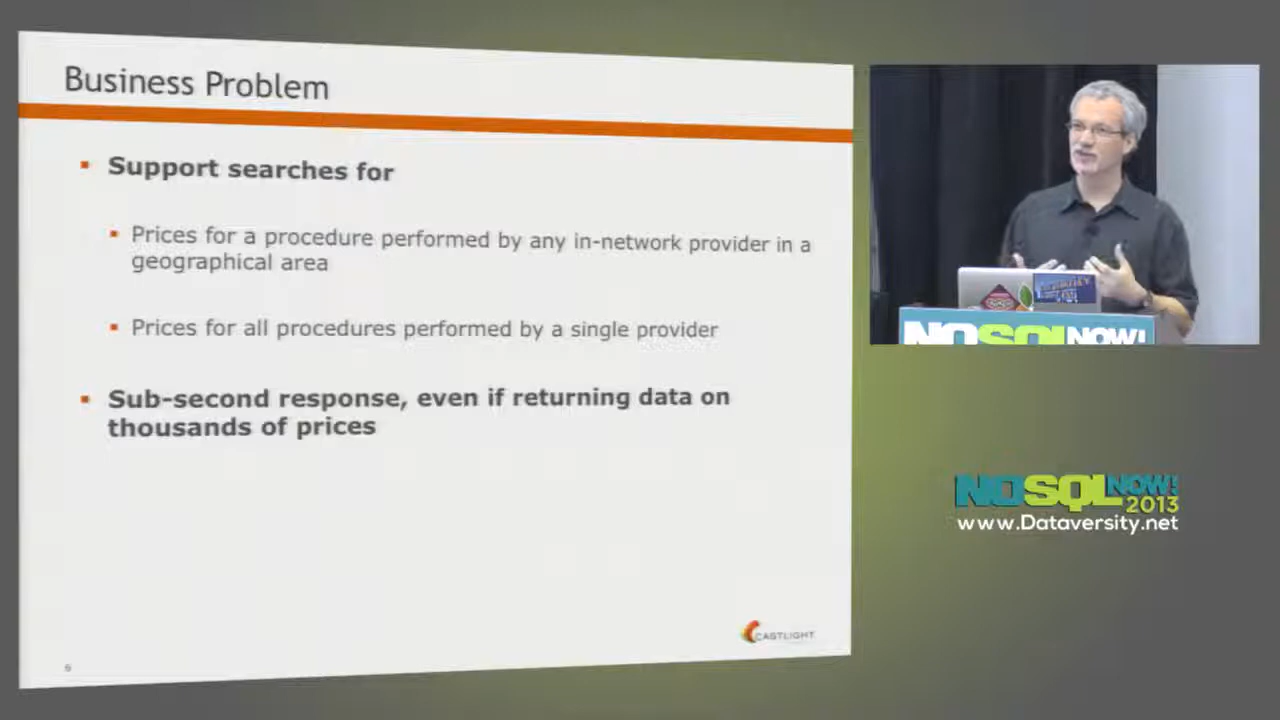 Business Problem
Support searches for
Prices for a procedure performed by any in-network provider in a
geographical area
Prices for all procedures performed by a single provider
Sub-second response, even if returning data on
thousands of prices
CASTLIGHT
6
NOSQL NOW!
NOSQL NOW!
2013
www.Dataversity.net